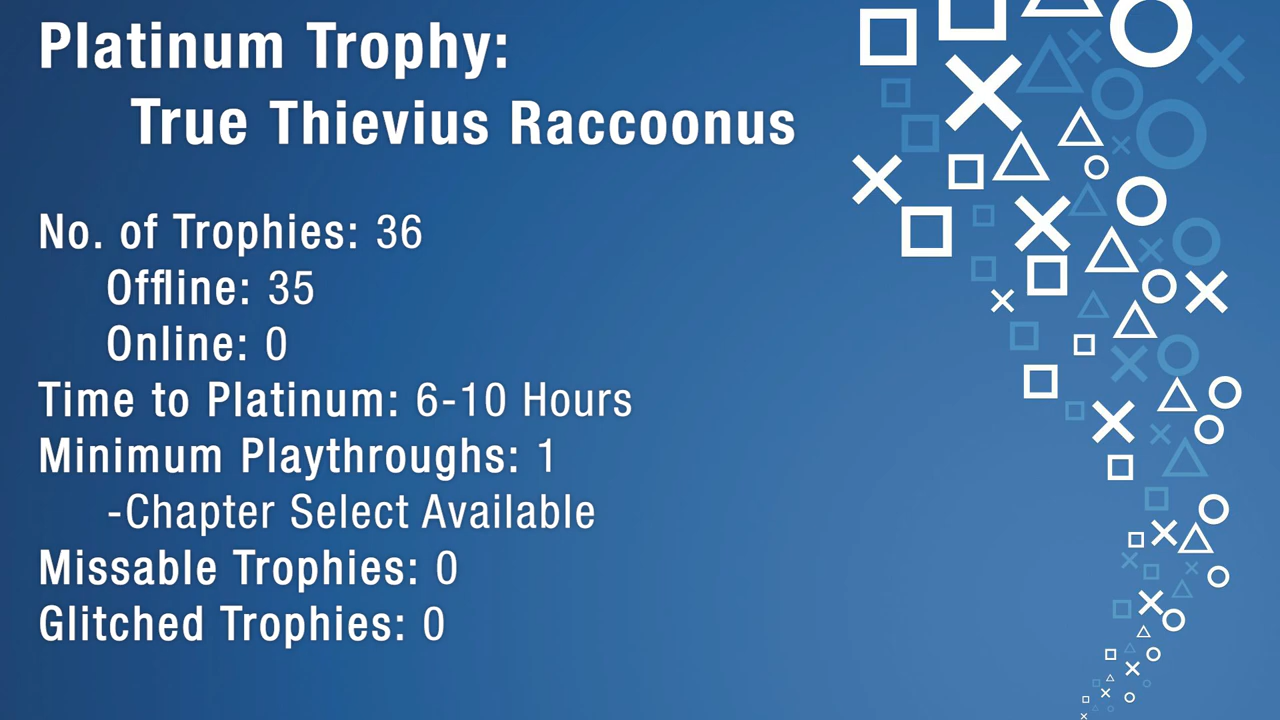 Platinum Trophy:
True Thievius Raccoonus
No. of Trophies: 36
Offline: 35
Online: 0
Time to Platinum: 6-10 Hours
Minimum Playthroughs: 1
-Chapter Select Available
Missable Trophies: 0
Glitched Trophies: 0